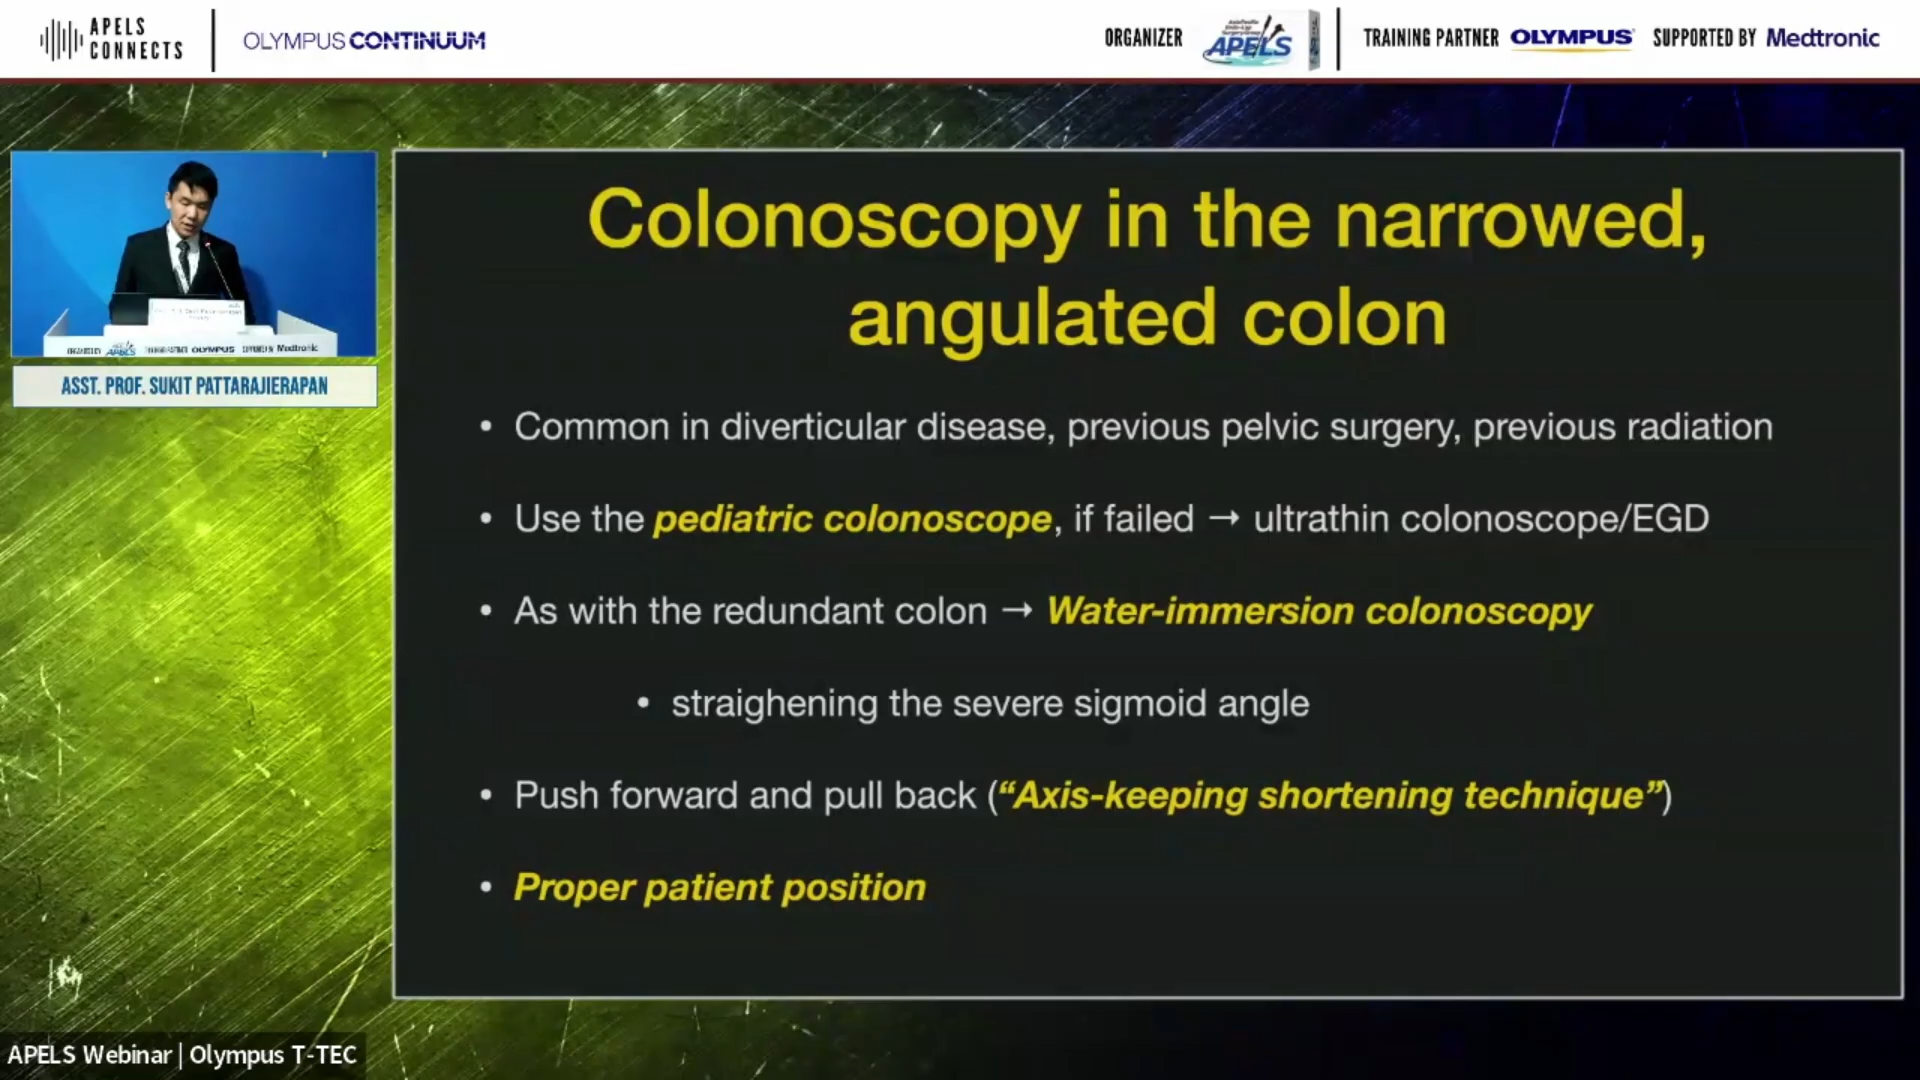 APELS
CONNECTS
OLYMPUS CONTINUUM
ORGANIZER
APELS
TRAINING PARTNER OLYMPUS
SUPPORTED BY Medtronic
ASST. PROF. SUKIT PATTARAJIERAPAN
Colonoscopy in the narrowed,
angulated colon
• Common in diverticular disease, previous pelvic surgery, previous radiation
• Use the pediatric colonoscope, if failed → ultrathin colonoscope/EGD
• As with the redundant colon → Water-immersion colonoscopy
• straighening the severe sigmoid angle
• Push forward and pull back (“Axis-keeping shortening technique”)
• Proper patient position
APELS Webinar | Olympus T-TEC